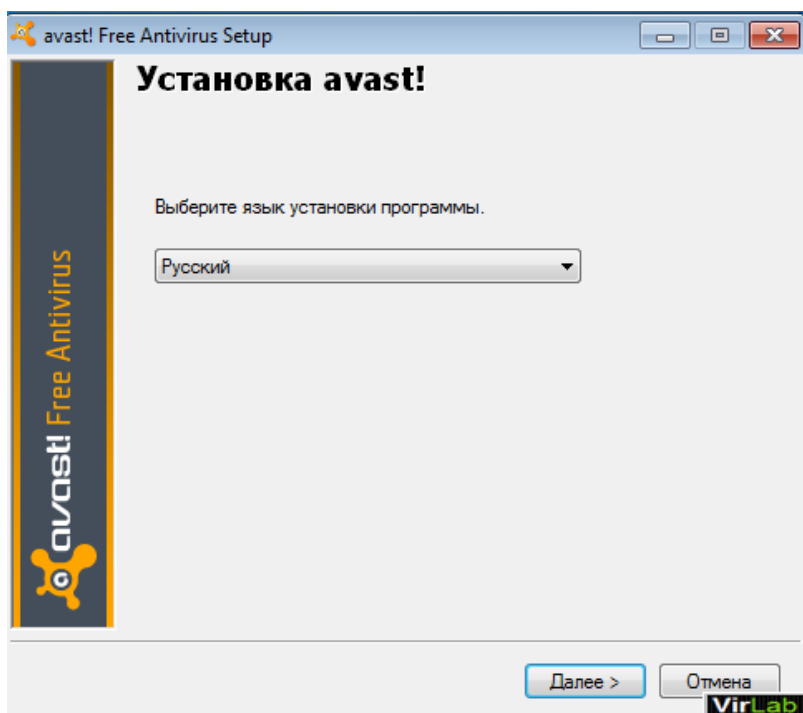 avast! Free Antivirus Setup
Установка avast!
Выберите язык установки программы.
Русский
avast! Free Antivirus
Далее >
Отмена
VirLab